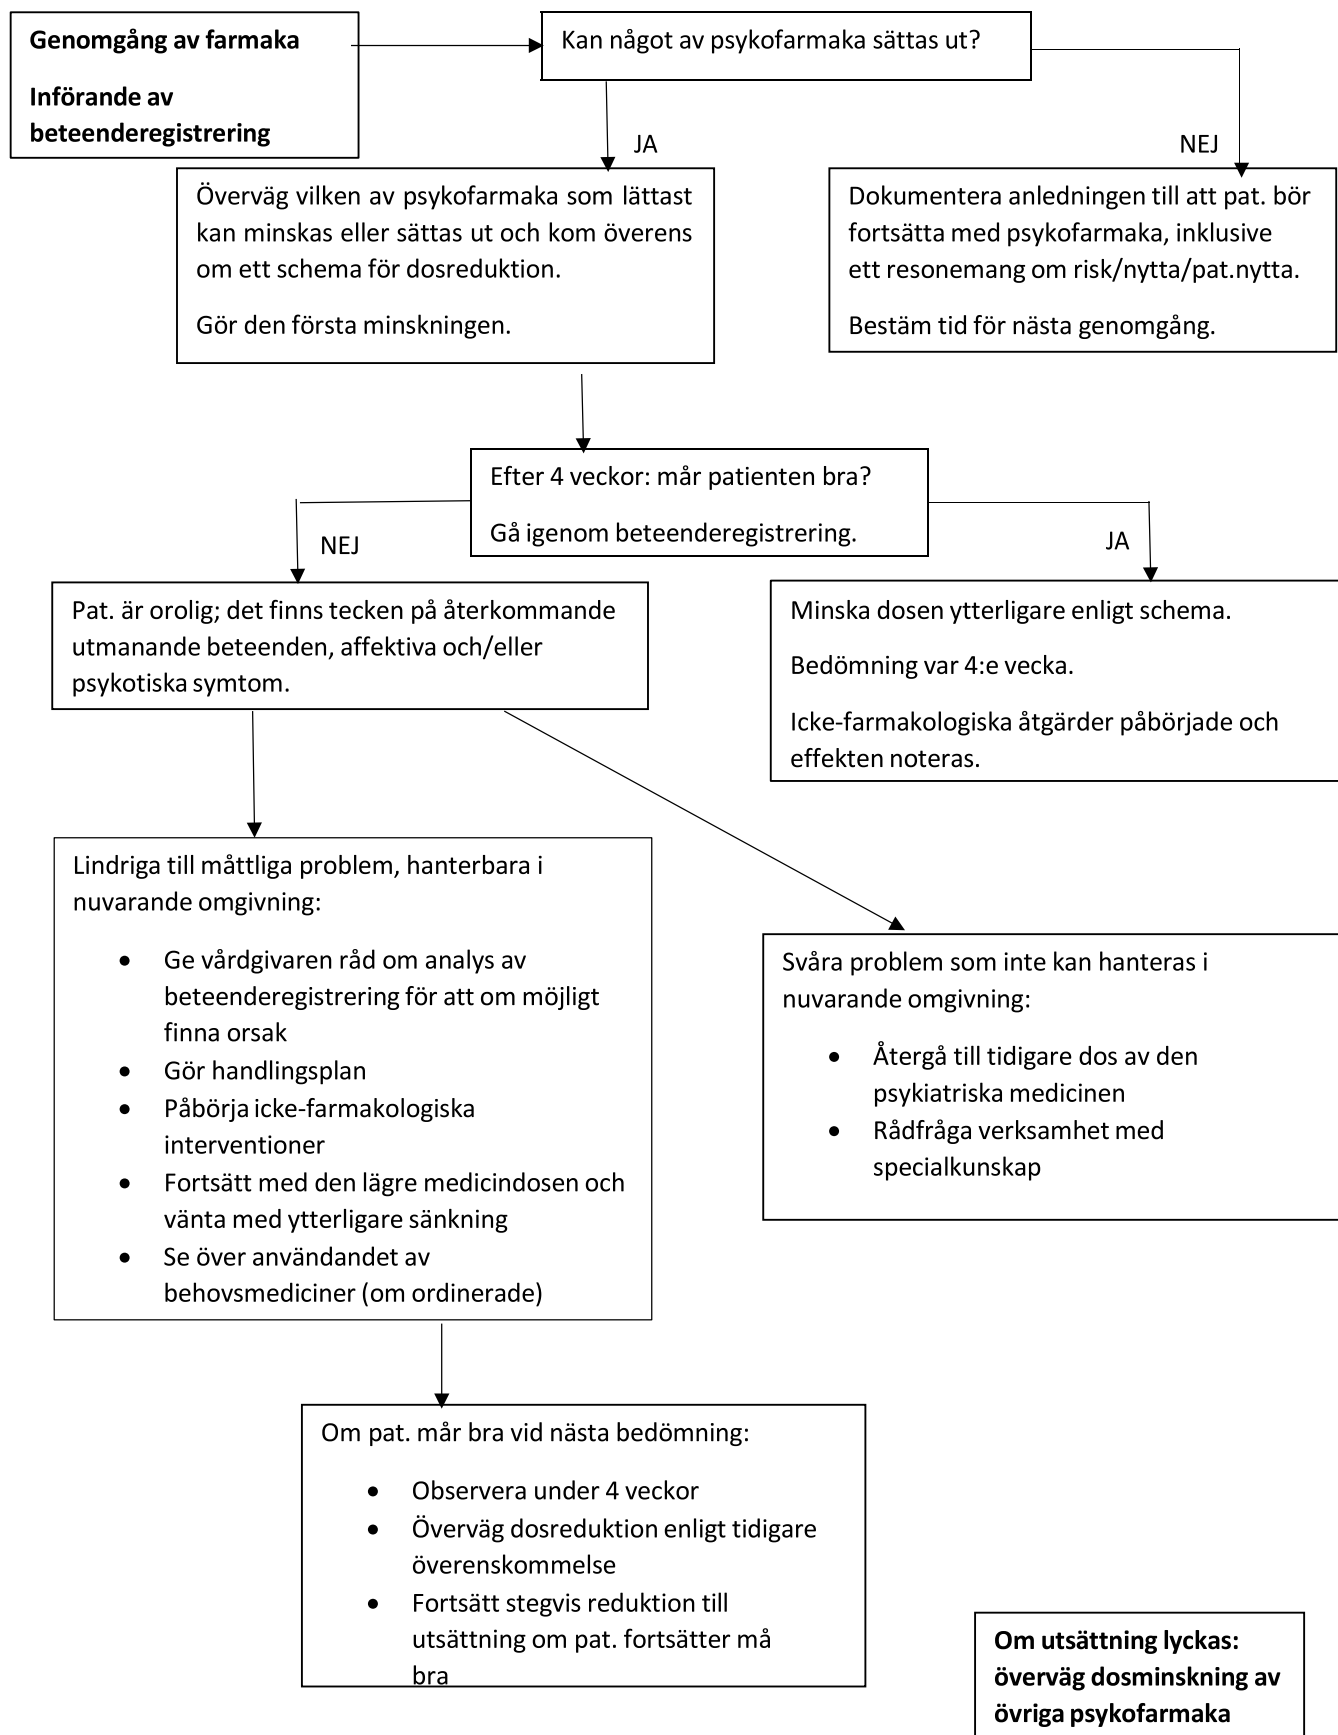 Genomgång av farmaka
Införande av
beteenderegistrering
Kan något av psykofarmaka sättas ut?
JA
NEJ
Överväg vilken av psykofarmaka som lättast
kan minskas eller sättas ut och kom överens
om ett schema för dosreduktion.
Gör den första minskningen.
Dokumentera anledningen till att pat. bör
fortsätta med psykofarmaka, inklusive
ett resonemang om risk/nytta/pat.nytta.
Bestäm tid för nästa genomgång.
Efter 4 veckor: mår patienten bra?
Gå igenom beteenderegistrering.
NEJ
JA
Pat. är orolig; det finns tecken på återkommande
utmanande beteenden, affektiva och/eller
psykotiska symtom.
Minska dosen ytterligare enligt schema.
Bedömning var 4:e vecka.
Icke-farmakologiska åtgärder påbörjade och
effekten noteras.
Lindriga till måttliga problem, hanterbara i
nuvarande omgivning:
• Ge vårdgivaren råd om analys av
beteenderegistrering för att om möjligt
finna orsak
• Gör handlingsplan
• Påbörja icke-farmakologiska
interventioner
• Fortsätt med den lägre medicindosen och
vänta med ytterligare sänkning
• Se över användandet av
behovsmediciner (om ordinerade)
Svåra problem som inte kan hanteras i
nuvarande omgivning:
• Återgå till tidigare dos av den
psykiatriska medicinen
• Rådfråga verksamhet med
specialkunskap
Om pat. mår bra vid nästa bedömning:
• Observera under 4 veckor
• Överväg dosreduktion enligt tidigare
överenskommelse
• Fortsätt stegvis reduktion till
utsättning om pat. fortsätter må
bra
Om utsättning lyckas:
överväg dosminskning av
övriga psykofarmaka